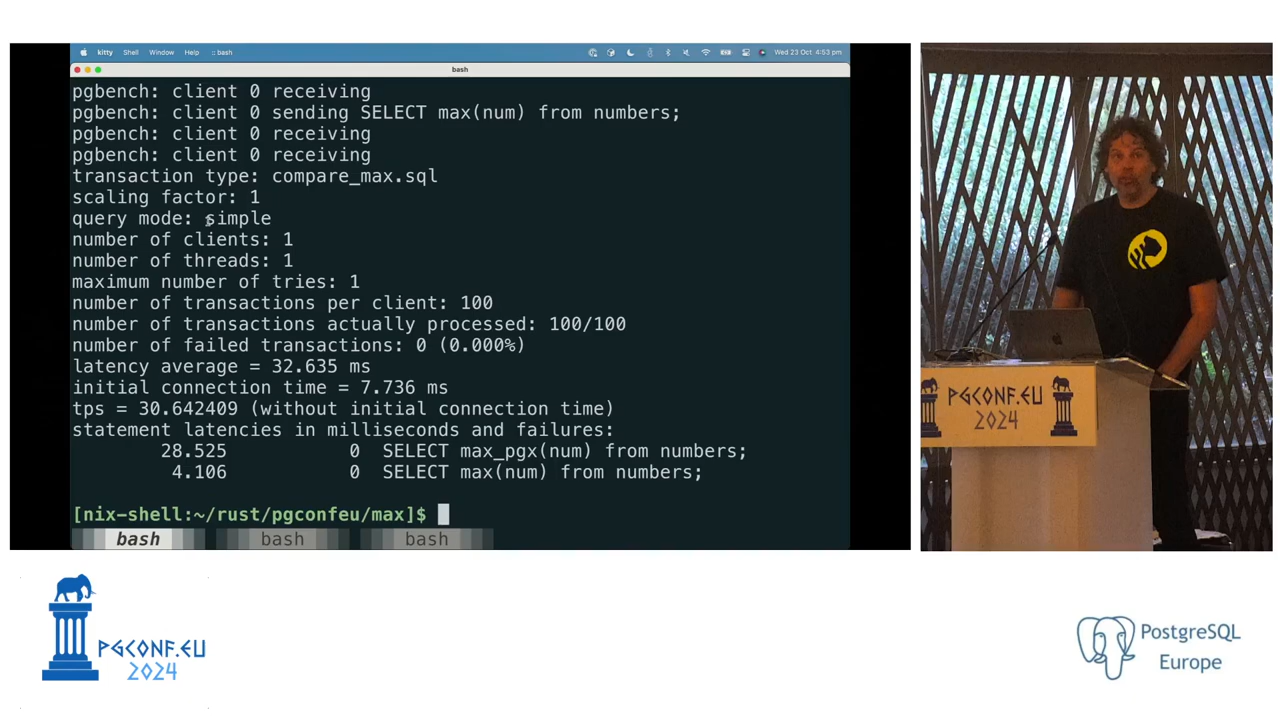 kitty Shell Window Help :: bash Wed 23 Oct 4:53 pm
bash
pgbench: client 0 receiving
pgbench: client 0 sending SELECT max(num) from numbers;
pgbench: client 0 receiving
pgbench: client 0 receiving
transaction type: compare_max.sql
scaling factor: 1
query mode: simple
number of clients: 1
number of threads: 1
maximum number of tries: 1
number of transactions per client: 100
number of transactions actually processed: 100/100
number of failed transactions: 0 (0.000%)
latency average = 32.635 ms
initial connection time = 7.736 ms
tps = 30.642409 (without initial connection time)
statement latencies in milliseconds and failures:
28.525 0 SELECT max_pgx(num) from numbers;
4.106 0 SELECT max(num) from numbers;
[nix-shell:~/rust/pgconfeu/max]$
bash bash bash
PGCONF.EU
2024
PGCONF.EU
2024
PostgreSQL
Europe